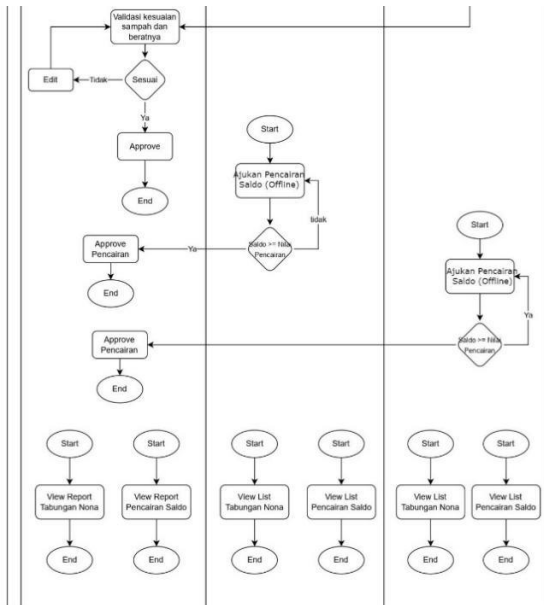 Validasi kesuaian
sampah dan
beratnya
Edit
Tidak
Sesuai
Ya
Approve
End
Start
Ajukan Pencairan
Saldo (Offline)
tidak
Saldo >= Nilai
Pencairan
Ya
Approve
Pencairan
End
Start
Ajukan Pencairan
Saldo (Offline)
Ya
Saldo >= Nilai
Pencairan
Approve
Pencairan
End
Start
Start
Start
Start
Start
Start
View Report
Tabungan Nona
View Report
Pencairan Saldo
View List
Tabungan Nona
View List
Pencairan Saldo
View List
Tabungan Nona
View List
Pencairan Saldo
End
End
End
End
End
End